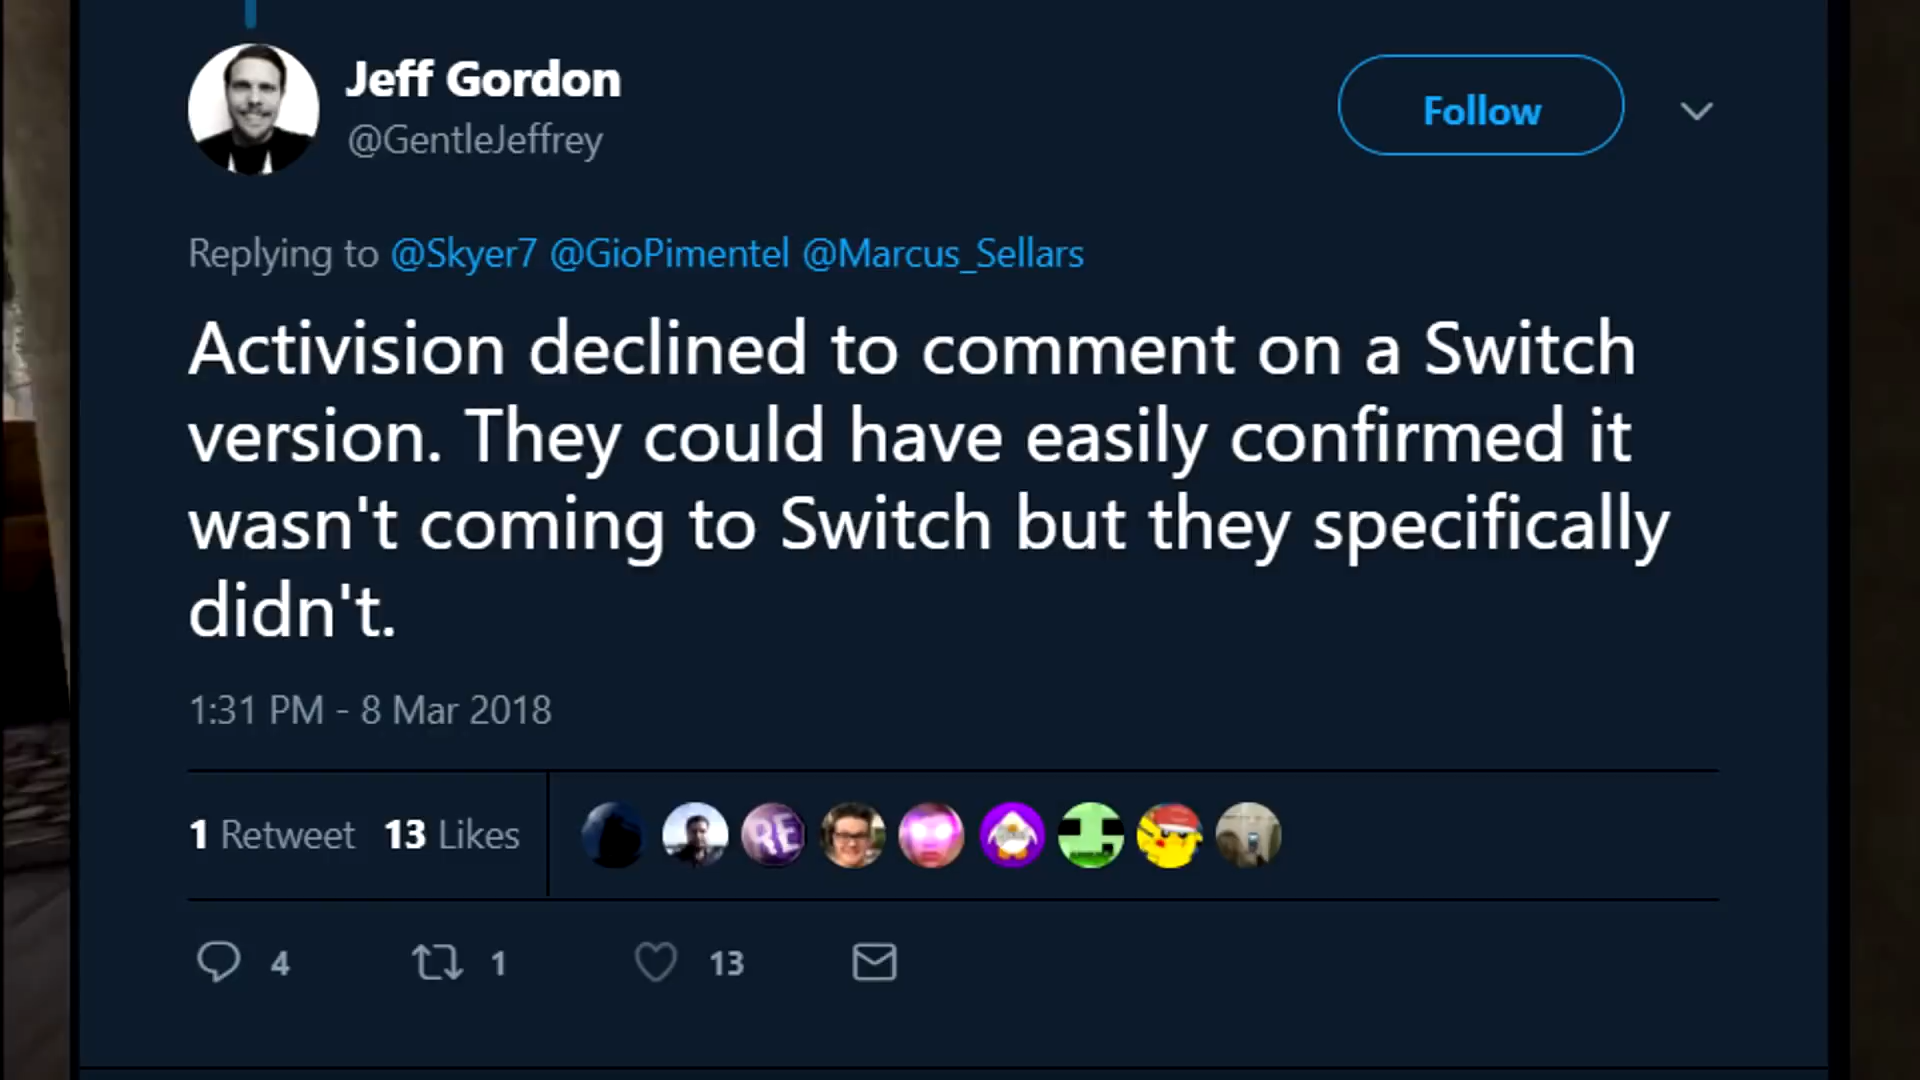 Jeff Gordon
@GentleJeffrey
Follow
Replying to @Skyer7 @GioPimentel @Marcus_Sellars
Activision declined to comment on a Switch
version. They could have easily confirmed it
wasn't coming to Switch but they specifically
didn't.
1:31 PM - 8 Mar 2018
1 Retweet 13 Likes
RE
4 1 13